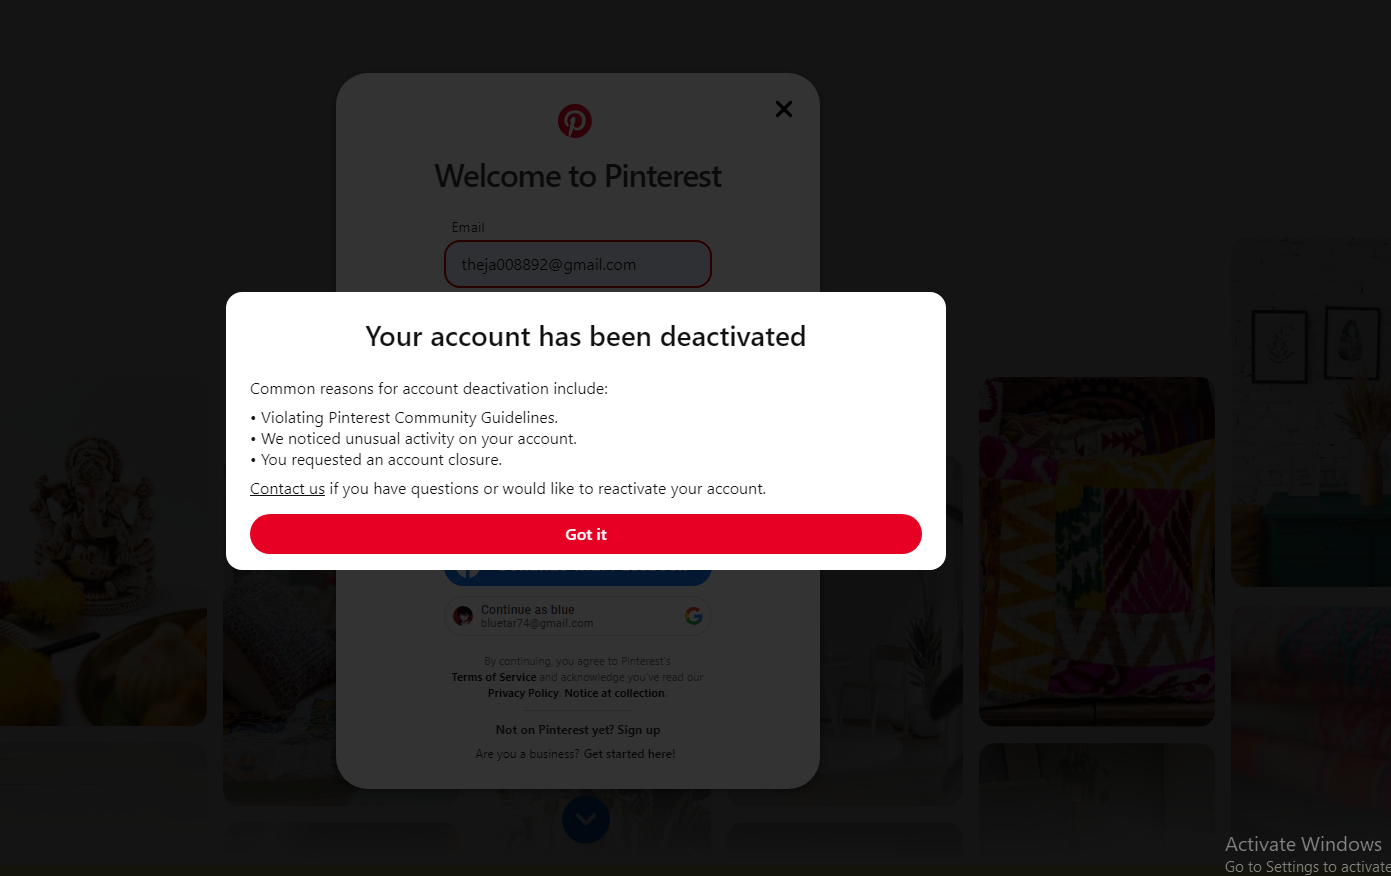 Welcome to Pinterest
Email
theja008892@gmail.com
Your account has been deactivated
Common reasons for account deactivation include:
• Violating Pinterest Community Guidelines.
• We noticed unusual activity on your account.
• You requested an account closure.
Contact us if you have questions or would like to reactivate your account.
Got it
Continue as blue
bluetar74@gmail.com
By continuing, you agree to Pinterest's
Terms of Service and acknowledge you've read our
Privacy Policy. Notice at collection.
Not on Pinterest yet? Sign up
Are you a business? Get started here!
Activate Windows
Go to Settings to activate